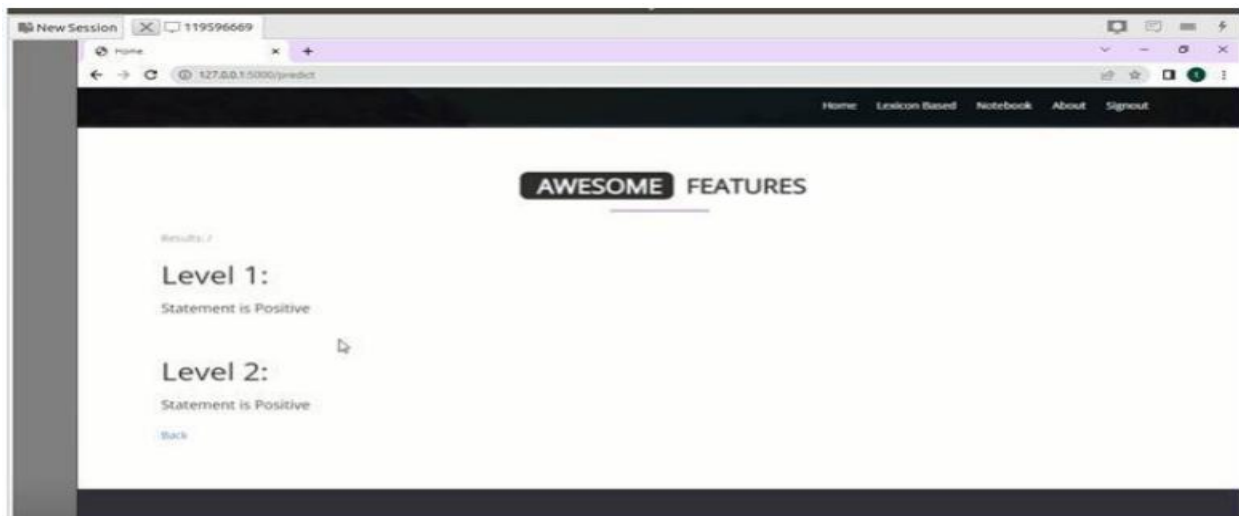 New Session 119596669
Home
127.0.0.1:5000/predict
Home Lexicon Based Notebook About Signout
AWESOME FEATURES
Results: /
Level 1:
Statement is Positive
Level 2:
Statement is Positive
Back